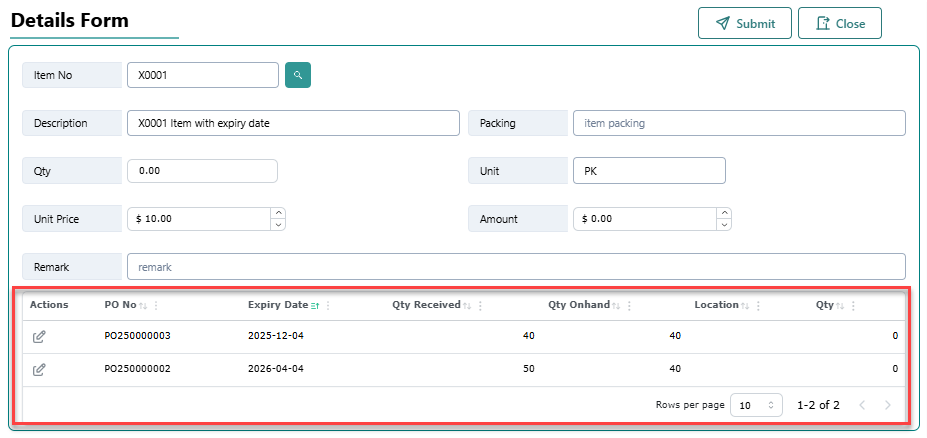 Details Form
Submit
Close
Item No X0001
Description X0001 Item with expiry date Packing item packing
Qty 0.00 Unit PK
Unit Price $ 10.00 Amount $ 0.00
Remark remark
Actions PO No Expiry Date Qty Received Qty Onhand Location Qty
PO250000003 2025-12-04 40 40 0
PO250000002 2026-04-04 50 40 0
Rows per page 10 1-2 of 2